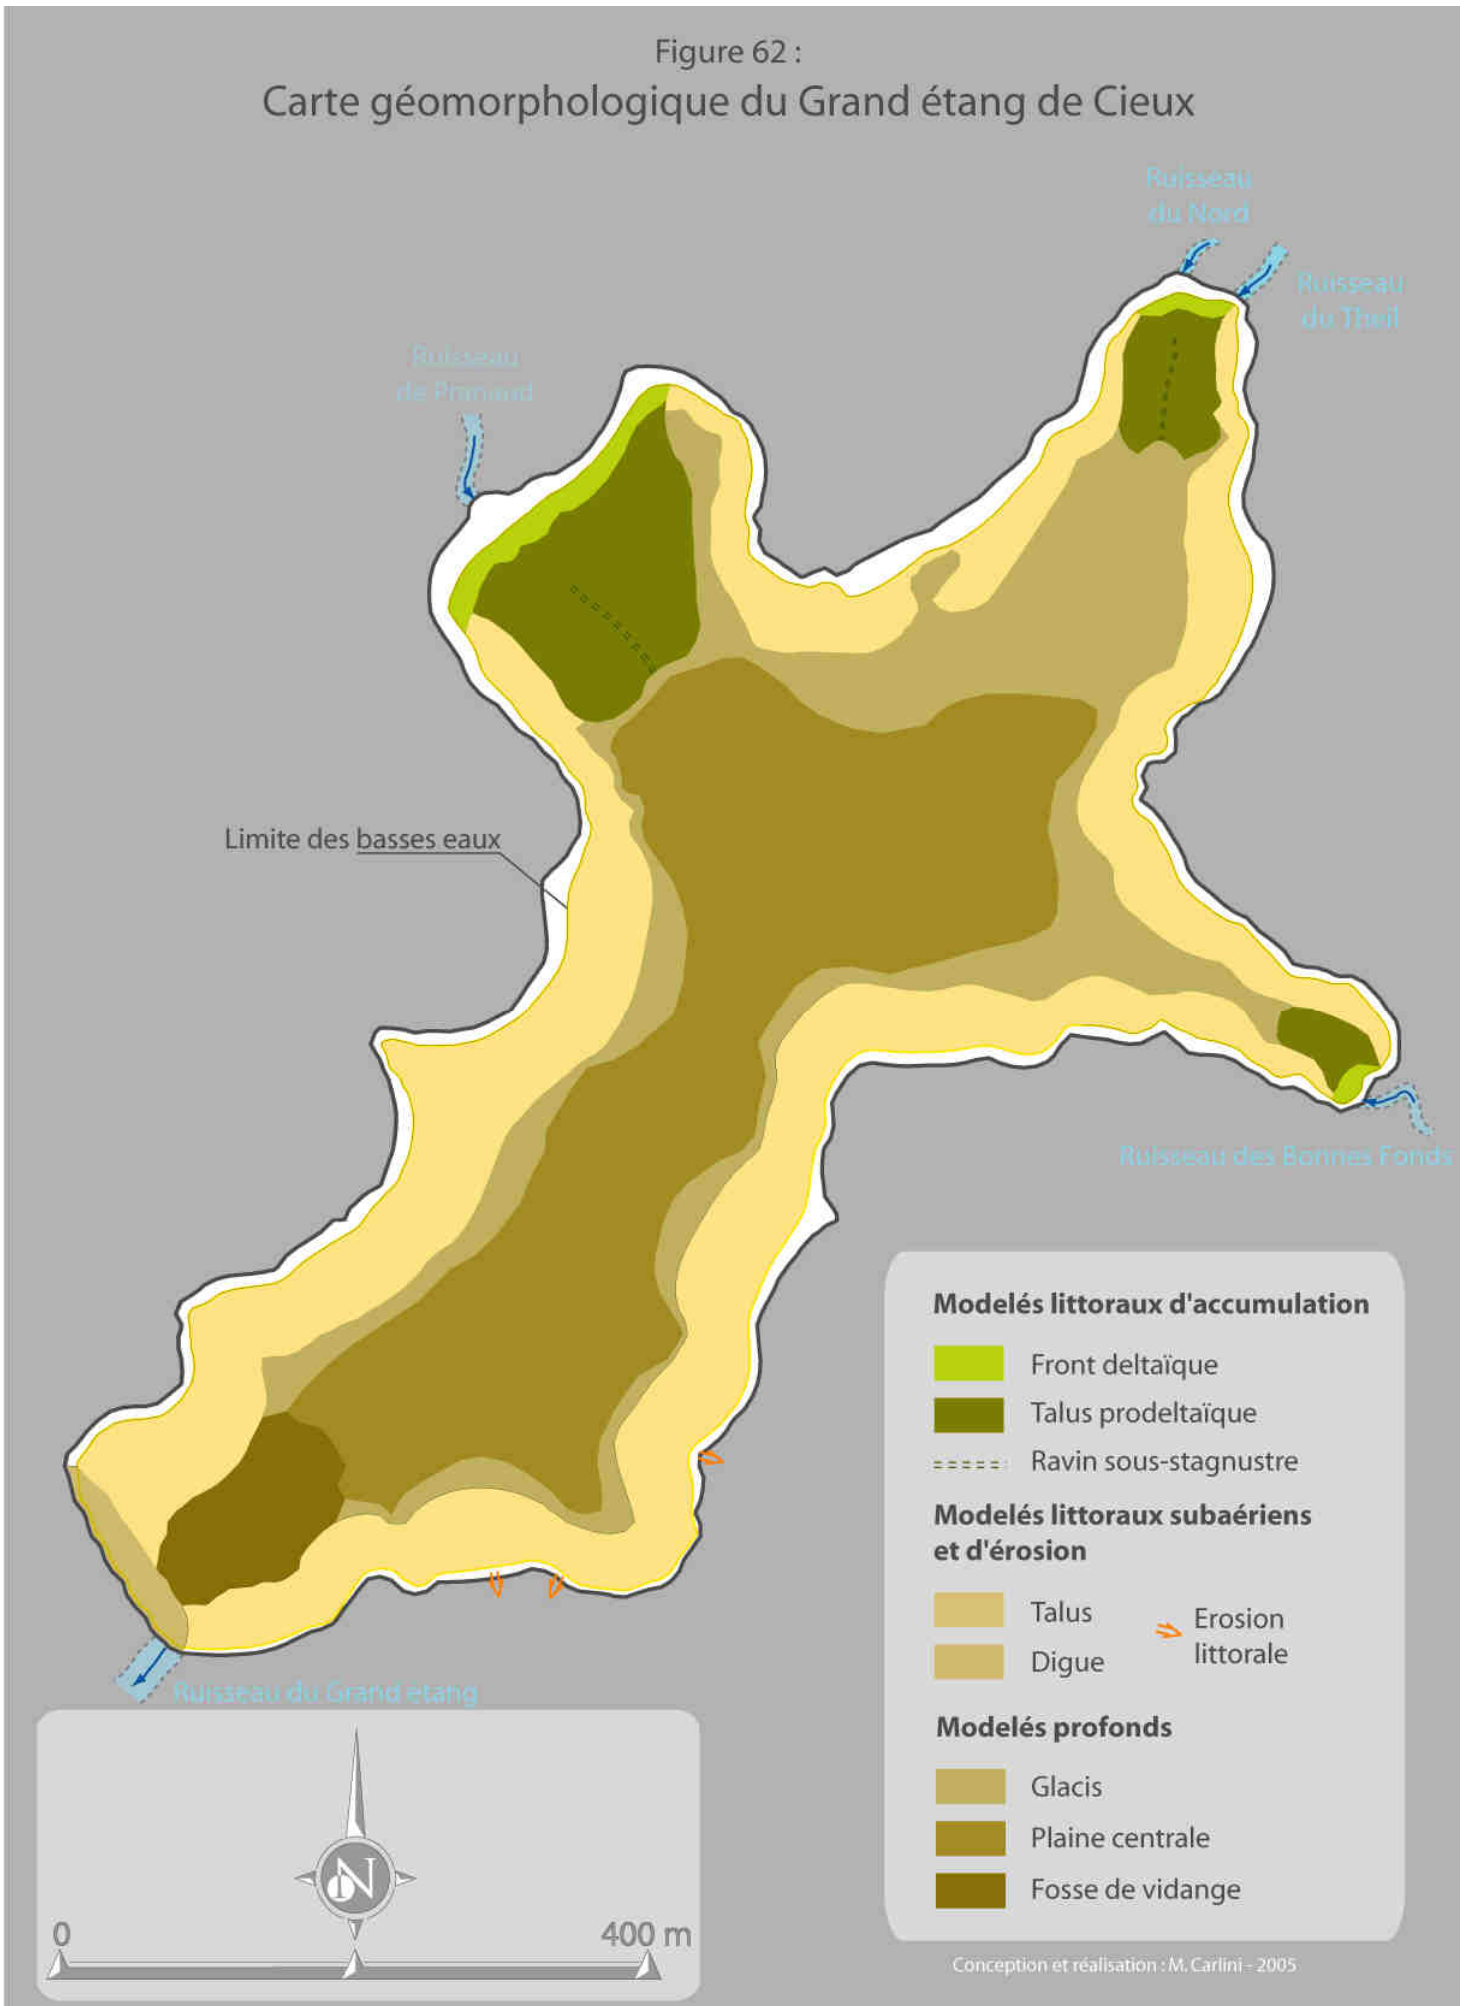 Figure 62 :
Carte géomorphologique du Grand étang de Cieux
Ruisseau
du Nord
Ruisseau
du Theil
Ruisseau
de Pranaud
Limite des basses eaux
Ruisseau des Bonnes Fonds
Modelés littoraux d'accumulation
Front deltaïque
Talus prodeltaïque
Ravin sous-stagnustre
Modelés littoraux subaériens
et d'érosion
Talus
Digue
Erosion
littorale
Modelés profonds
Glacis
Plaine centrale
Fosse de vidange
Ruisseau du Grand étang
N
0 400 m
Conception et réalisation : M. Carlini - 2005